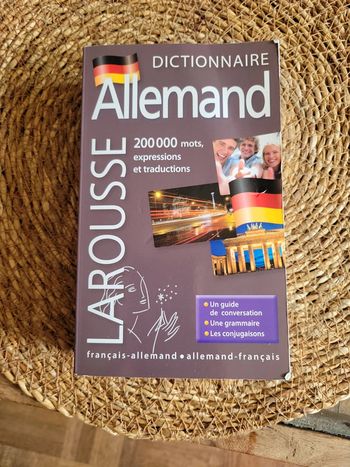 DICTIONNAIRE
Allemand
LAROUSSE
200 000 mots,
expressions
et traductions
• Un guide
de conversation
• Une grammaire
• Les conjugaisons
français-allemand • allemand-français